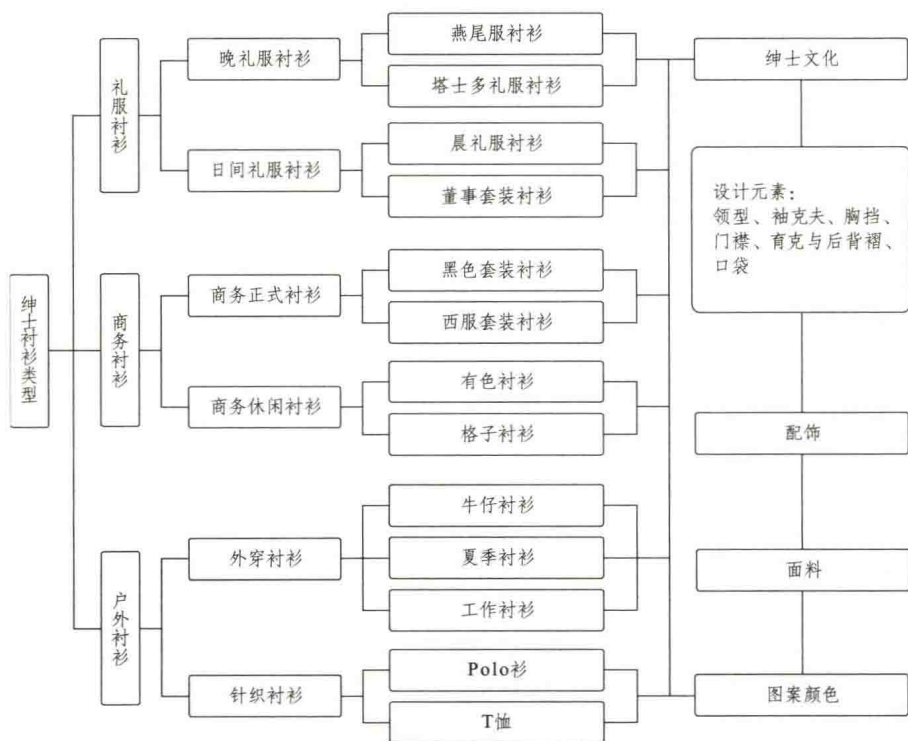 绅士衬衫类型
礼服衬衫
商务衬衫
户外衬衫
晚礼服衬衫
日间礼服衬衫
商务正式衬衫
商务休闲衬衫
外穿衬衫
针织衬衫
燕尾服衬衫
塔士多礼服衬衫
晨礼服衬衫
董事套装衬衫
黑色套装衬衫
西服套装衬衫
有色衬衫
格子衬衫
牛仔衬衫
夏季衬衫
工作衬衫
Polo衫
T恤
绅士文化
设计元素：
领型、袖克夫、胸挡、
门襟、育克与后背褶、
口袋
配饰
面料
图案颜色